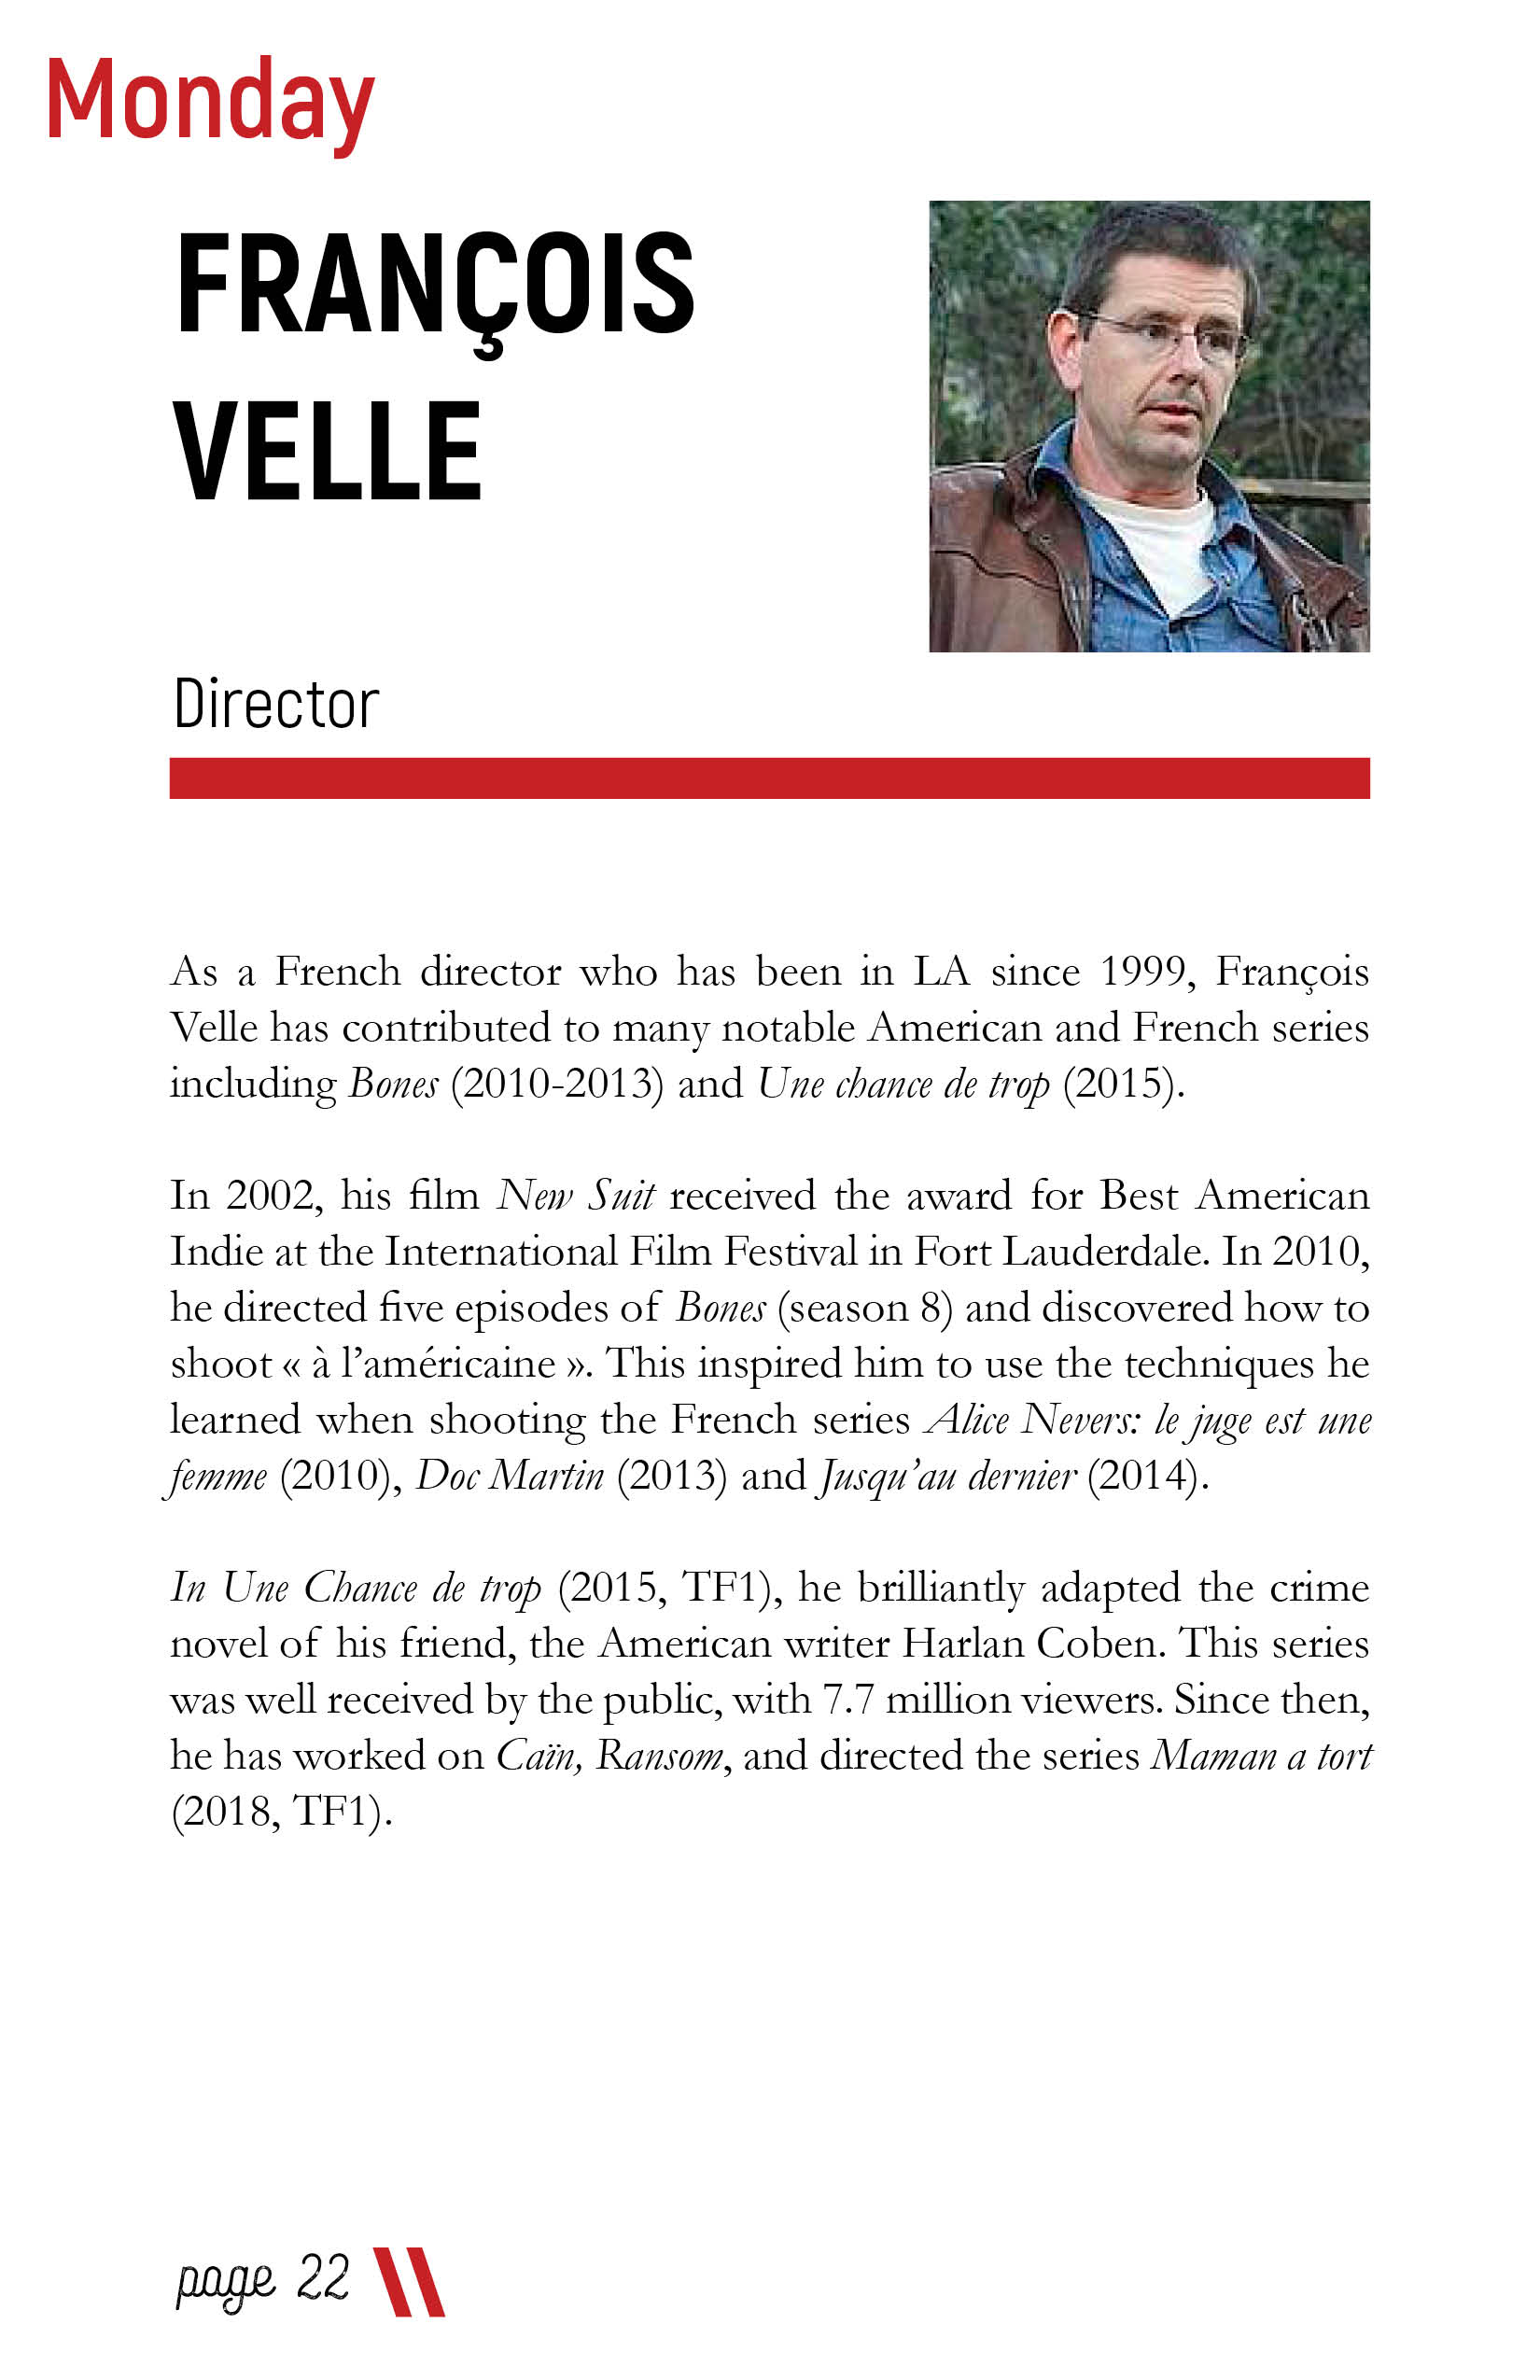 Monday
FRANÇOIS
VELLE
Director
As a French director who has been in LA since 1999, François
Velle has contributed to many notable American and French series
including Bones (2010-2013) and Une chance de trop (2015).
In 2002, his film New Suit received the award for Best American
Indie at the International Film Festival in Fort Lauderdale. In 2010,
he directed five episodes of Bones (season 8) and discovered how to
shoot « à l’américaine ». This inspired him to use the techniques he
learned when shooting the French series Alice Nevers: le juge est une
femme (2010), Doc Martin (2013) and Jusqu’au dernier (2014).
In Une Chance de trop (2015, TF1), he brilliantly adapted the crime
novel of his friend, the American writer Harlan Coben. This series
was well received by the public, with 7.7 million viewers. Since then,
he has worked on Caïn, Ransom, and directed the series Maman a tort
(2018, TF1).
page 22